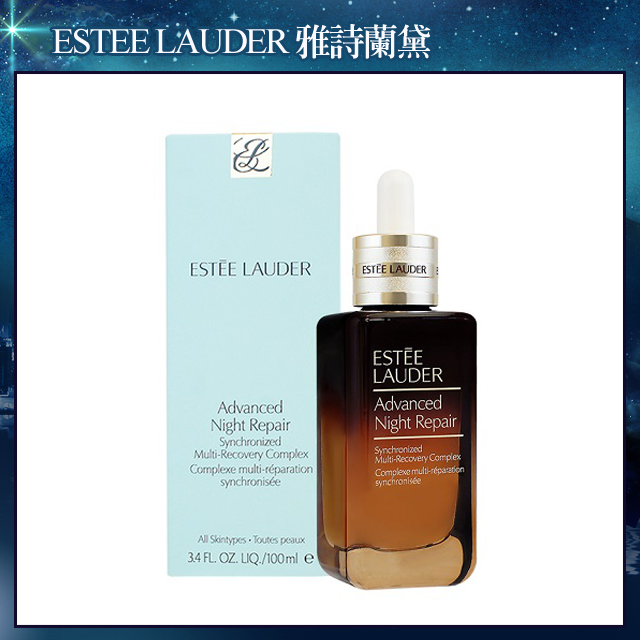 ESTEE LAUDER 雅詩蘭黛
EL
ESTĒE LAUDER
Advanced
Night Repair
Synchronized
Multi-Recovery Complex
Complexe multi-réparation
synchronisée
All Skintypes • Toutes peaux
3.4 FL. OZ. LIQ./100 ml ℮
ESTĒE LAUDER
ESTĒE
LAUDER
Advanced
Night Repair
Synchronized
Multi-Recovery Complex
Complexe multi-réparation
synchronisée